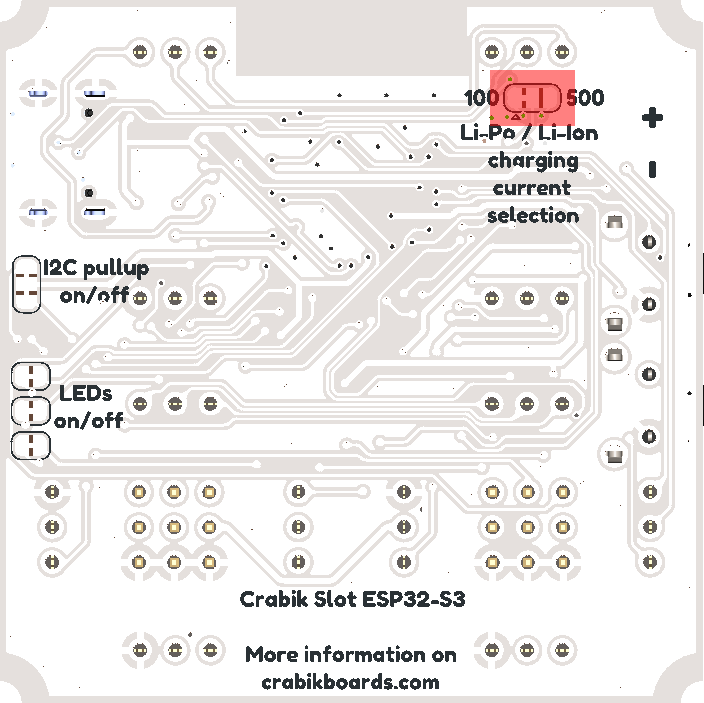 100 500
Li-Po / Li-Ion
charging
current
selection
I2C pullup
on/off
LEDs
on/off
Crabik Slot ESP32-S3
More information on
crabikboards.com